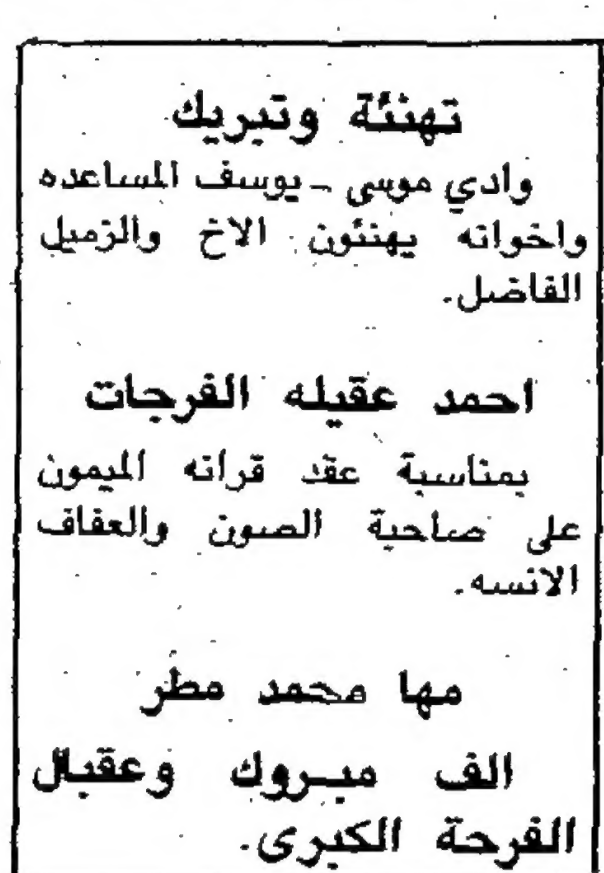 تهنئة وتبريك
وادي موسى - يوسف المساعده
واخوانه يهنئون الاخ والزميل
الفاضل.
احمد عقيله الفرجات
بمناسبة عقد قرانه الميمون
على صاحبة الصون والعفاف
الانسه.
مها محمد مطر
الف مبروك وعقبال
الفرحة الكبرى.